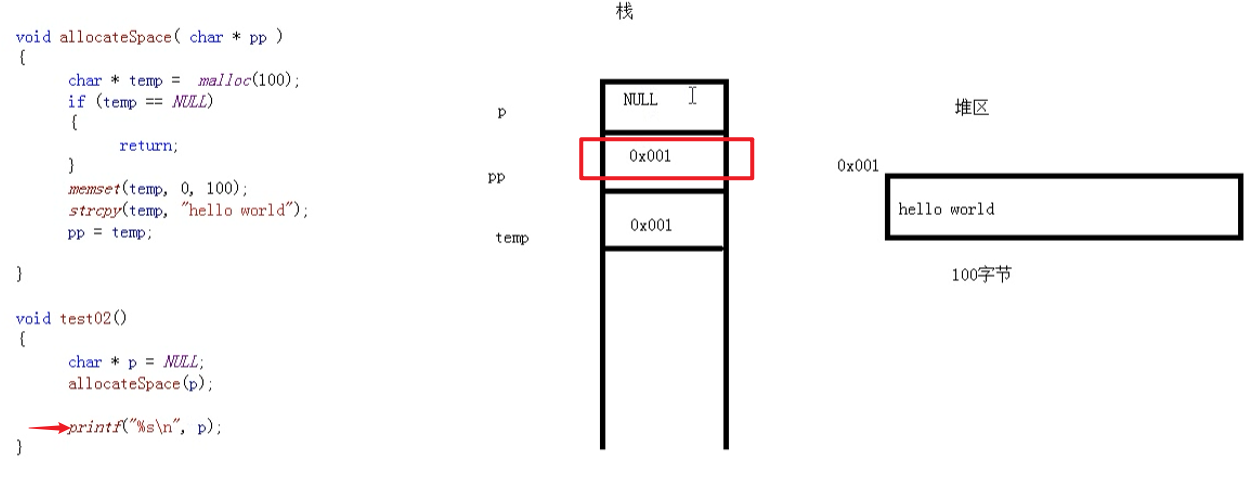 栈
void allocateSpace( char * pp )
{
char * temp =  malloc(100);
if (temp == NULL)
{
return;
}
memset(temp, 0, 100);
strcpy(temp, "hello world");
pp = temp;
}
void test02()
{
char * p = NULL;
allocateSpace(p);
printf("%s\n", p);
}
p
NULL
pp
0x001
temp
0x001
堆区
0x001
hello world
100字节